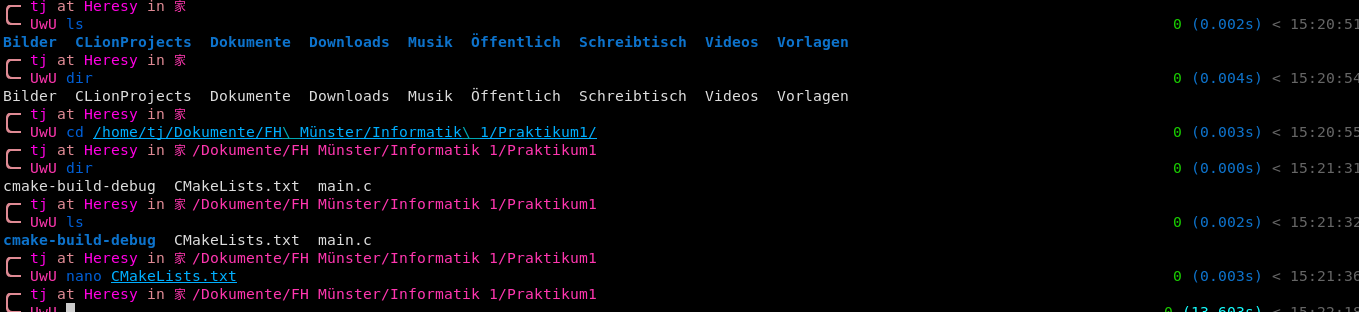 tj at Heresy in 家
UwU ls 0 (0.002s) < 15:20:51
Bilder CLionProjects Dokumente Downloads Musik Öffentlich Schreibtisch Videos Vorlagen
tj at Heresy in 家
UwU dir 0 (0.004s) < 15:20:54
Bilder CLionProjects Dokumente Downloads Musik Öffentlich Schreibtisch Videos Vorlagen
tj at Heresy in 家
UwU cd /home/tj/Dokumente/FH\ Münster/Informatik\ 1/Praktikum1/ 0 (0.003s) < 15:20:55
tj at Heresy in 家/Dokumente/FH Münster/Informatik 1/Praktikum1
UwU dir 0 (0.000s) < 15:21:31
cmake-build-debug CMakeLists.txt main.c
tj at Heresy in 家/Dokumente/FH Münster/Informatik 1/Praktikum1
UwU ls 0 (0.002s) < 15:21:32
cmake-build-debug CMakeLists.txt main.c
tj at Heresy in 家/Dokumente/FH Münster/Informatik 1/Praktikum1
UwU nano CMakeLists.txt 0 (0.003s) < 15:21:36
tj at Heresy in 家/Dokumente/FH Münster/Informatik 1/Praktikum1
UwU 0 (13.603s) < 15:22:18